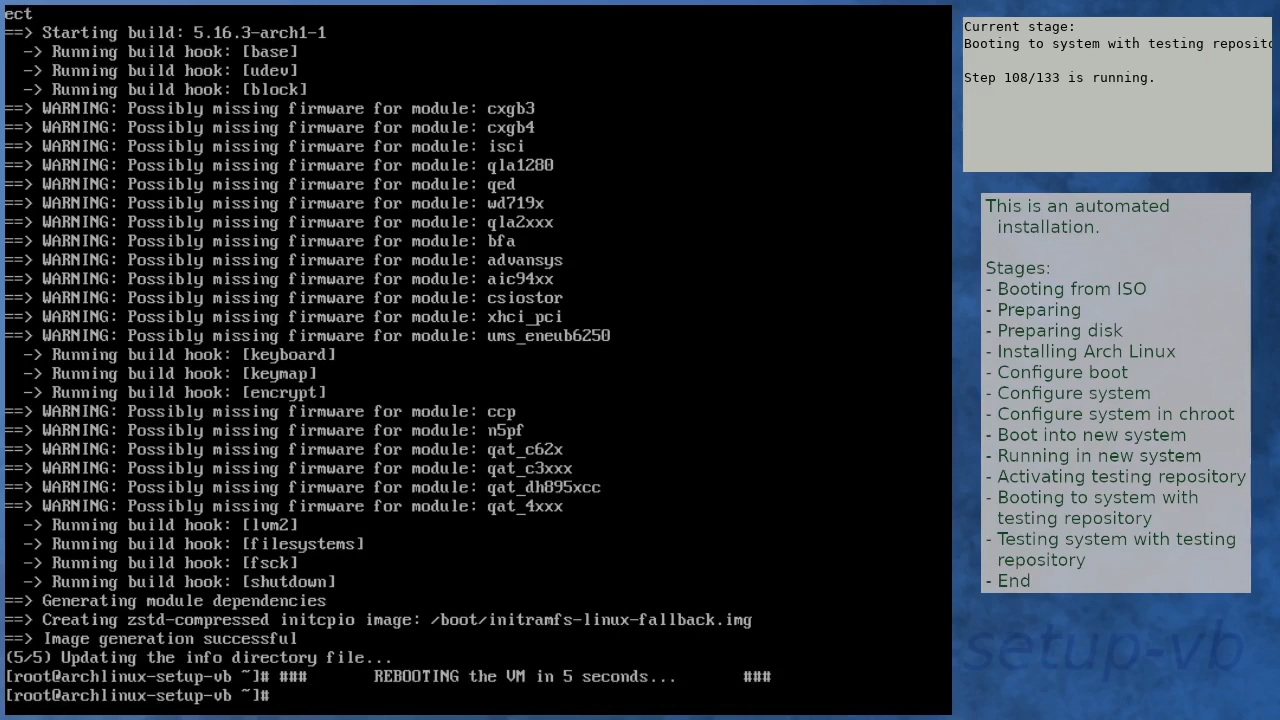 ect
==> Starting build: 5.16.3-arch1-1
  -> Running build hook: [base]
  -> Running build hook: [udev]
  -> Running build hook: [block]
==> WARNING: Possibly missing firmware for module: cxgb3
==> WARNING: Possibly missing firmware for module: cxgb4
==> WARNING: Possibly missing firmware for module: isci
==> WARNING: Possibly missing firmware for module: qla1280
==> WARNING: Possibly missing firmware for module: qed
==> WARNING: Possibly missing firmware for module: wd719x
==> WARNING: Possibly missing firmware for module: qla2xxx
==> WARNING: Possibly missing firmware for module: bfa
==> WARNING: Possibly missing firmware for module: advansys
==> WARNING: Possibly missing firmware for module: aic94xx
==> WARNING: Possibly missing firmware for module: csiostor
==> WARNING: Possibly missing firmware for module: xhci_pci
==> WARNING: Possibly missing firmware for module: ums_eneub6250
  -> Running build hook: [keyboard]
  -> Running build hook: [keymap]
  -> Running build hook: [encrypt]
==> WARNING: Possibly missing firmware for module: ccp
==> WARNING: Possibly missing firmware for module: n5pf
==> WARNING: Possibly missing firmware for module: qat_c62x
==> WARNING: Possibly missing firmware for module: qat_c3xxx
==> WARNING: Possibly missing firmware for module: qat_dh895xcc
==> WARNING: Possibly missing firmware for module: qat_4xxx
  -> Running build hook: [lvm2]
  -> Running build hook: [filesystems]
  -> Running build hook: [fsck]
  -> Running build hook: [shutdown]
==> Generating module dependencies
==> Creating zstd-compressed initcpio image: /boot/initramfs-linux-fallback.img
==> Image generation successful
(5/5) Updating the info directory file...
[root@archlinux-setup-vb ~]# ###       REBOOTING the VM in 5 seconds...       ###
[root@archlinux-setup-vb ~]#
Current stage:
Booting to system with testing reposito
Step 108/133 is running.
This is an automated
installation.
Stages:
- Booting from ISO
- Preparing
- Preparing disk
- Installing Arch Linux
- Configure boot
- Configure system
- Configure system in chroot
- Boot into new system
- Running in new system
- Activating testing repository
- Booting to system with
testing repository
- Testing system with testing
repository
- End
setup-vb